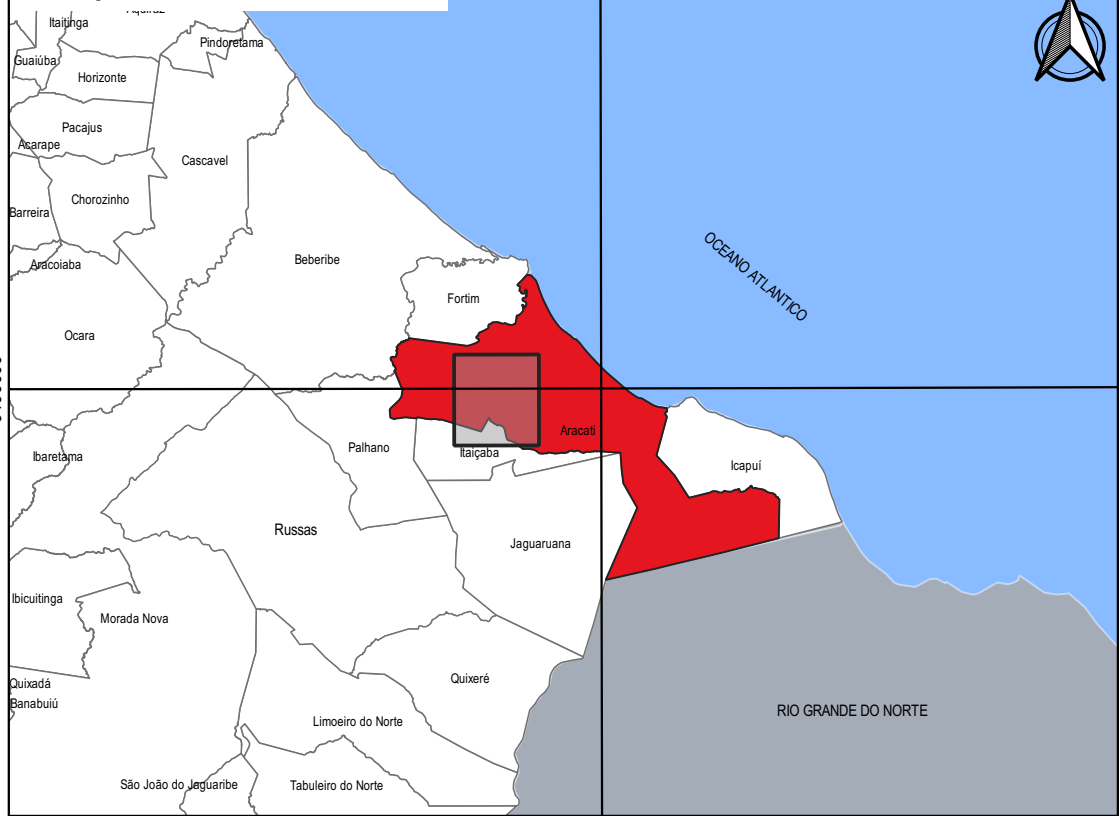 Itaitinga
Pindoretama
Guaiúba
Horizonte
Pacajus
Acarape
Cascavel
Chorozinho
Barreira
Aracoiaba
Beberibe
Fortim
Ocara
OCEANO ATLANTICO
Aracati
Palhano
Itaiçaba
Ibaretama
Icapuí
Russas
Jaguaruana
Ibicuitinga
Morada Nova
Quixadá
Quixeré
Banabuiú
RIO GRANDE DO NORTE
Limoeiro do Norte
São João do Jaguaribe
Tabuleiro do Norte